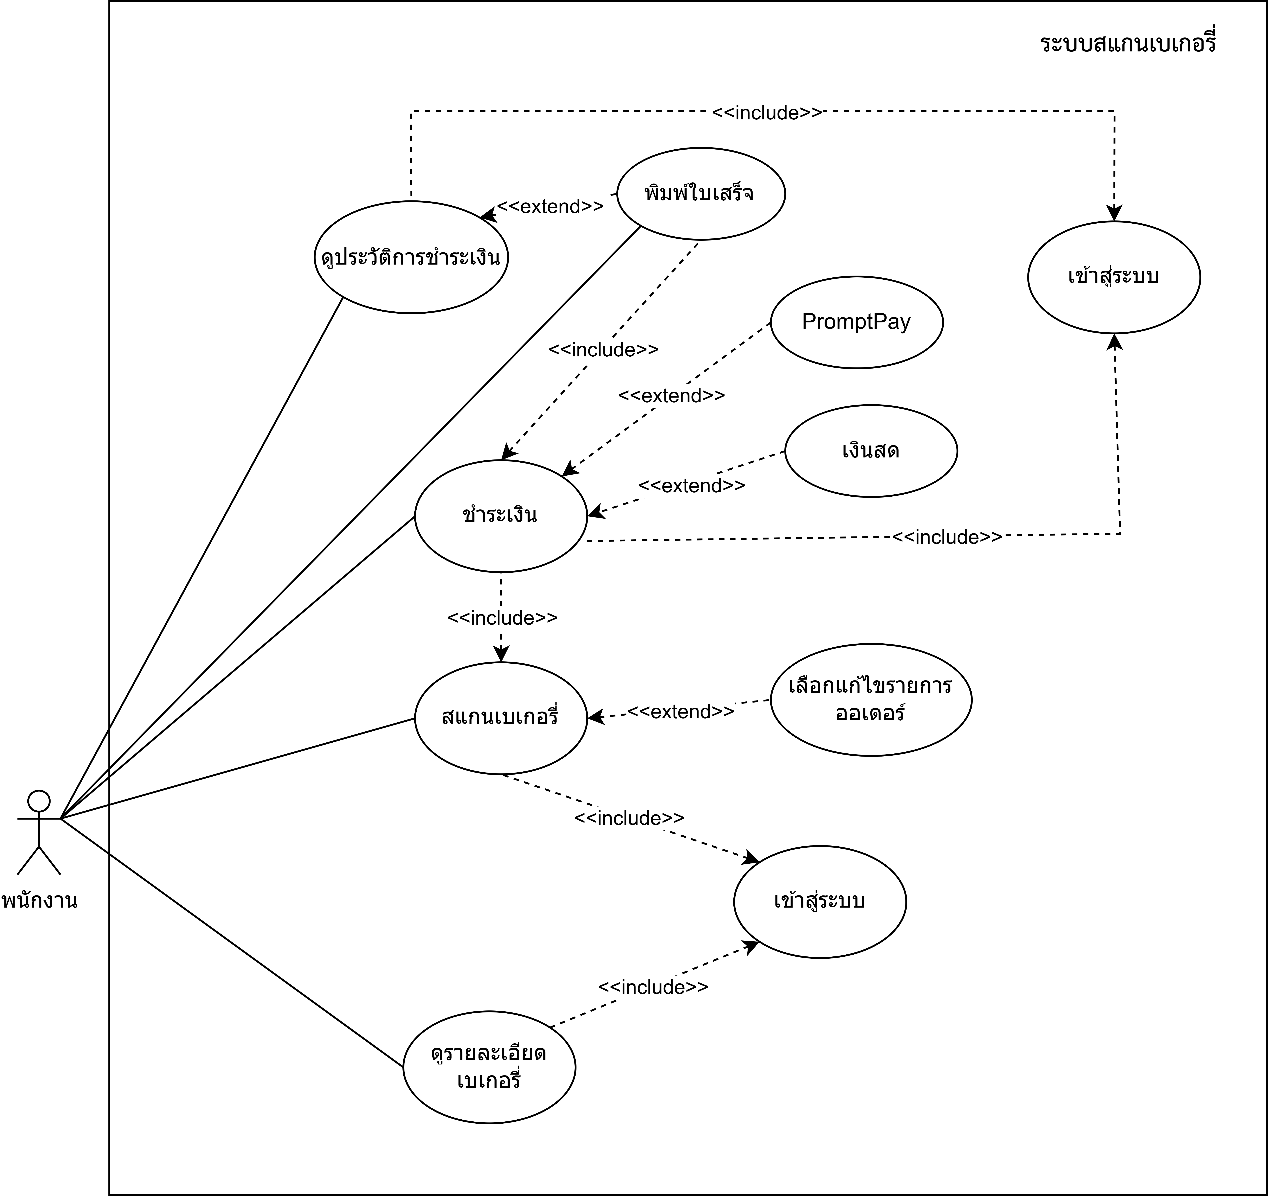 ระบบสแกนเบเกอรี่
<<include>>
พิมพ์ใบเสร็จ
<<extend>>
ดูประวัติการชำระเงิน
เข้าสู่ระบบ
PromptPay
<<include>>
<<extend>>
เงินสด
<<extend>>
ชำระเงิน
<<include>>
<<include>>
เลือกแก้ไขรายการ
ออเดอร์
<<extend>>
สแกนเบเกอรี่
<<include>>
พนักงาน
เข้าสู่ระบบ
<<include>>
ดูรายละเอียด
เบเกอรี่